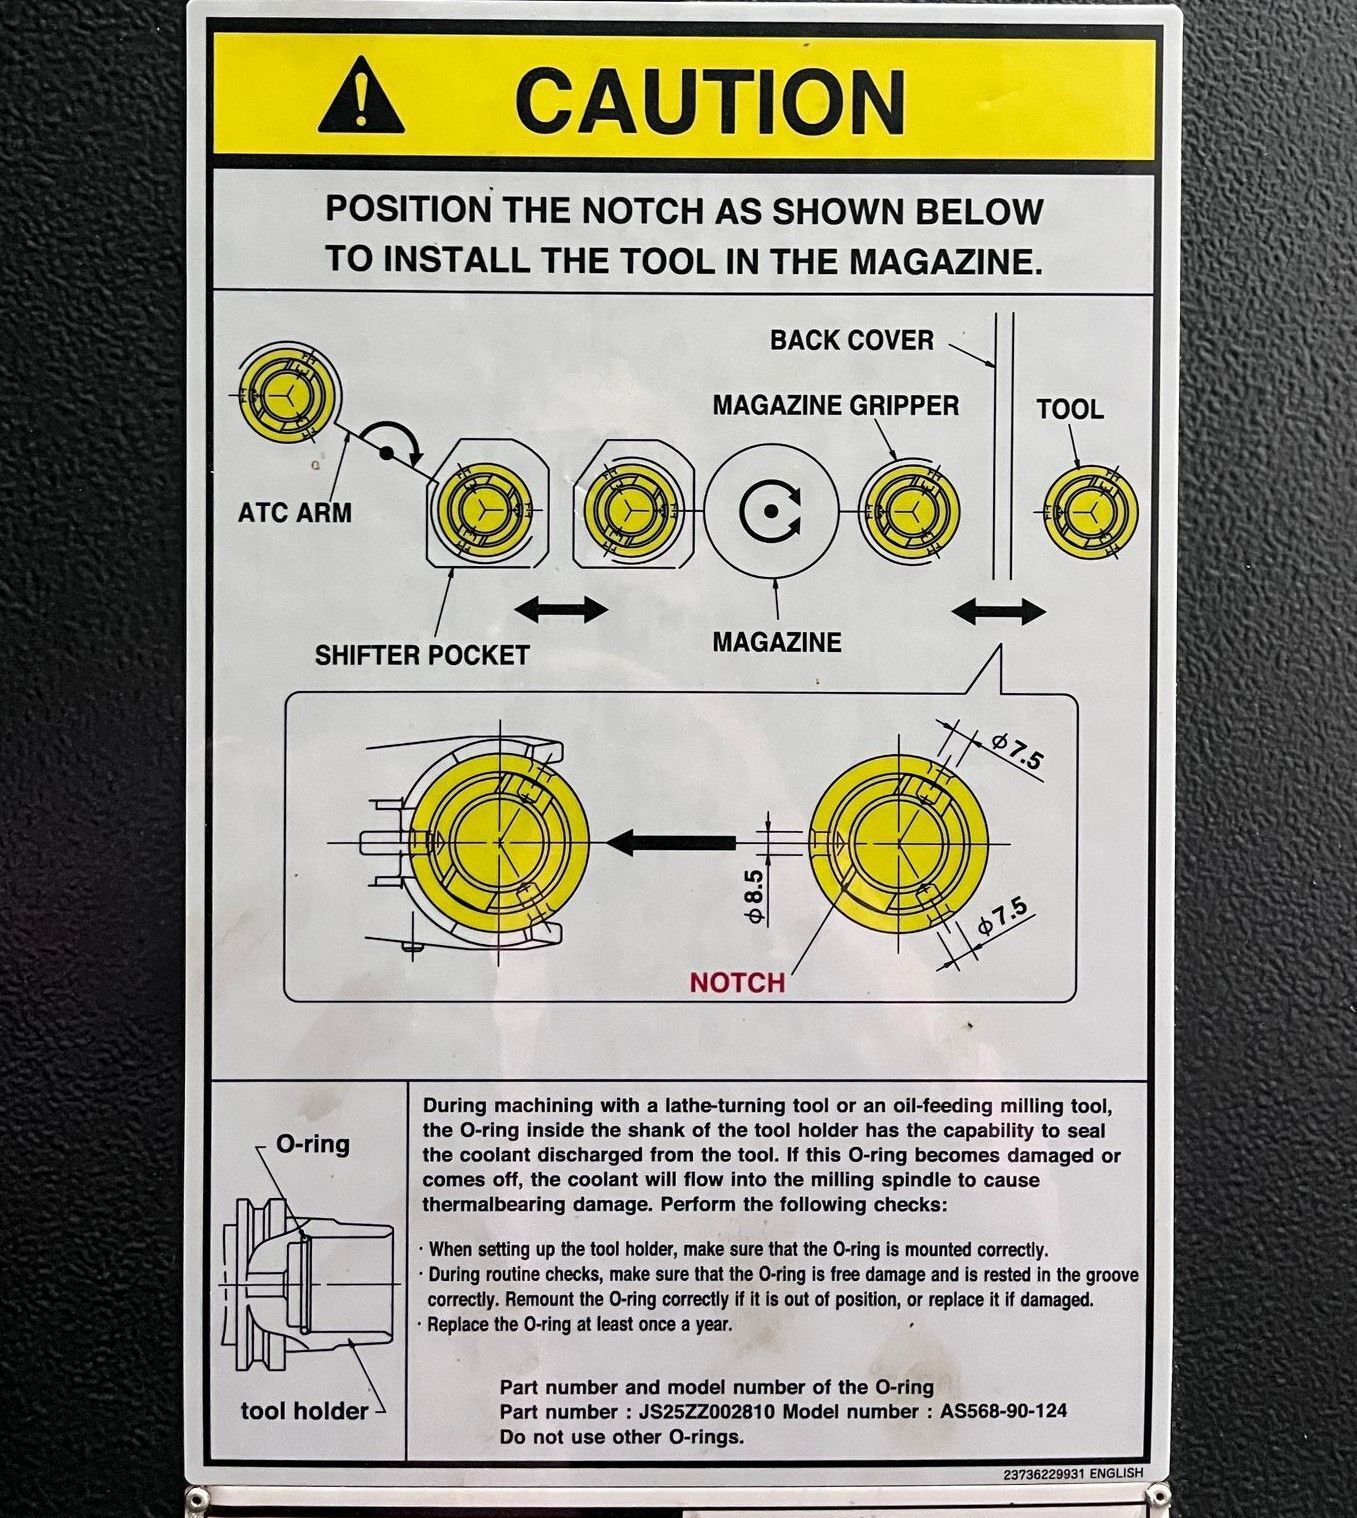 CAUTION
POSITION THE NOTCH AS SHOWN BELOW
TO INSTALL THE TOOL IN THE MAGAZINE.
BACK COVER
MAGAZINE GRIPPER
TOOL
ATC ARM
SHIFTER POCKET
MAGAZINE
φ7.5
φ8.5
φ7.5
NOTCH
O-ring
tool holder
During machining with a lathe-turning tool or an oil-feeding milling tool,
the O-ring inside the shank of the tool holder has the capability to seal
the coolant discharged from the tool. If this O-ring becomes damaged or
comes off, the coolant will flow into the milling spindle to cause
thermalbearing damage. Perform the following checks:
· When setting up the tool holder, make sure that the O-ring is mounted correctly.
· During routine checks, make sure that the O-ring is free damage and is rested in the groove
correctly. Remount the O-ring correctly if it is out of position, or replace it if damaged.
· Replace the O-ring at least once a year.
Part number and model number of the O-ring
Part number : JS25ZZ002810 Model number : AS568-90-124
Do not use other O-rings.
23736229931 ENGLISH